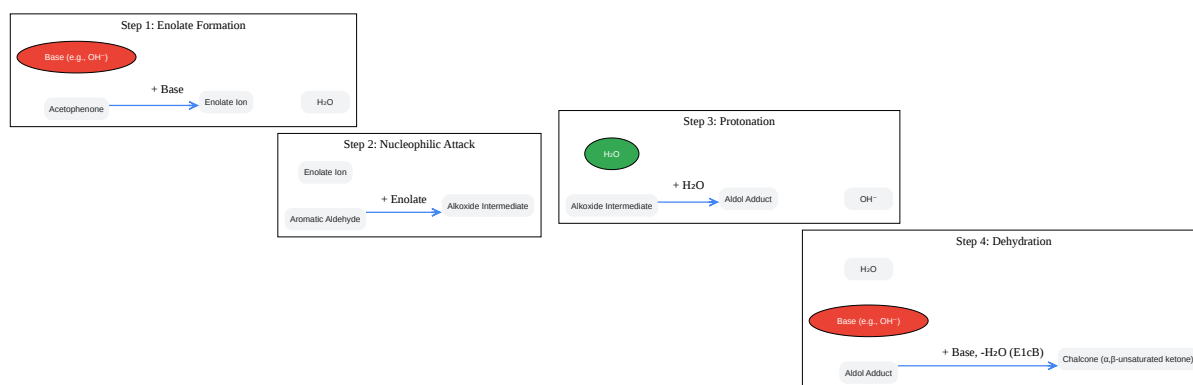 Step 1: Enolate Formation
Base (e.g., OH⁻)
+ Base
Acetophenone
Enolate Ion
H₂O
Step 2: Nucleophilic Attack
Enolate Ion
+ Enolate
Aromatic Aldehyde
Alkoxide Intermediate
Step 3: Protonation
H₂O
+ H₂O
Alkoxide Intermediate
Aldol Adduct
OH⁻
Step 4: Dehydration
H₂O
Base (e.g., OH⁻)
+ Base, -H₂O (E1cB)
Aldol Adduct
Chalcone (α,β-unsaturated ketone)